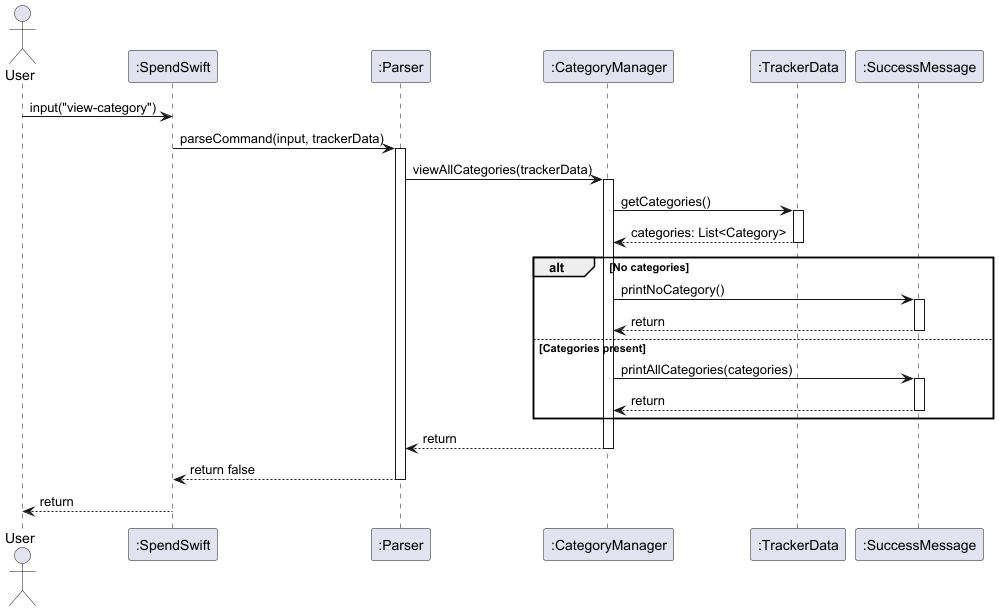 User
:SpendSwift
:Parser
:CategoryManager
:TrackerData
:SuccessMessage
input("view-category")
parseCommand(input, trackerData)
viewAllCategories(trackerData)
getCategories()
categories: List<Category>
alt
[No categories]
printNoCategory()
return
[Categories present]
printAllCategories(categories)
return
return
return false
return
User
:SpendSwift
:Parser
:CategoryManager
:TrackerData
:SuccessMessage